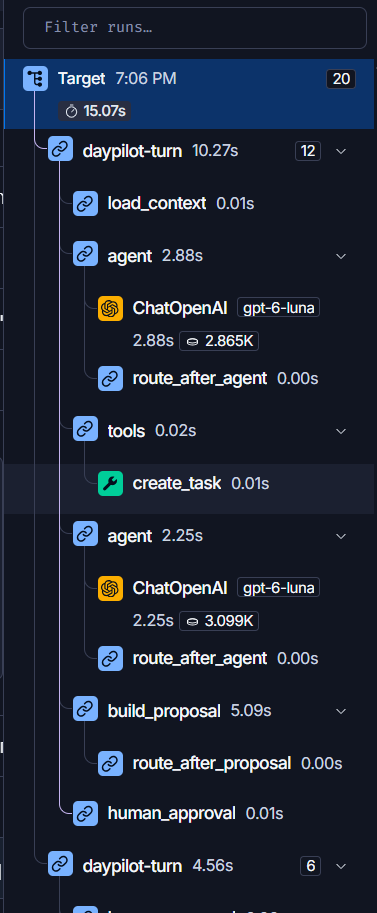 Filter runs…
Target 7:06 PM 20
15.07s
daypilot-turn 10.27s 12
load_context 0.01s
agent 2.88s
ChatOpenAI gpt-6-luna
2.88s 2.865K
route_after_agent 0.00s
tools 0.02s
create_task 0.01s
agent 2.25s
ChatOpenAI gpt-6-luna
2.25s 3.099K
route_after_agent 0.00s
build_proposal 5.09s
route_after_proposal 0.00s
human_approval 0.01s
daypilot-turn 4.56s 6